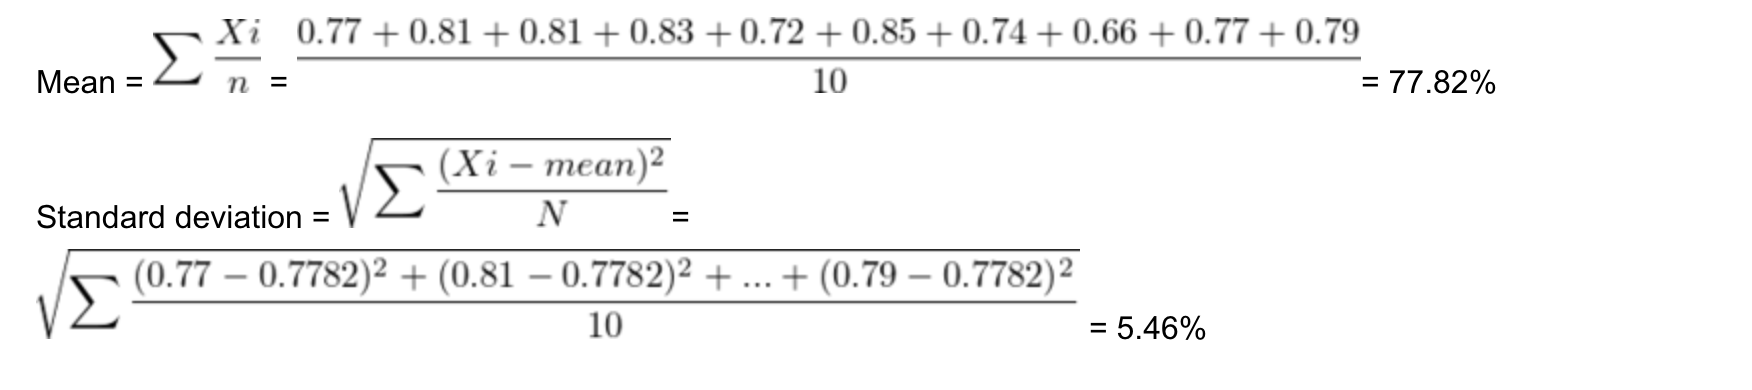 Mean = ∑ Xi/n = (0.77 + 0.81 + 0.81 + 0.83 + 0.72 + 0.85 + 0.74 + 0.66 + 0.77 + 0.79)/10 = 77.82%
Standard deviation = √(∑ (Xi − mean)²/N) =
√(∑ ((0.77 − 0.7782)² + (0.81 − 0.7782)² + ... + (0.79 − 0.7782)²)/10) = 5.46%